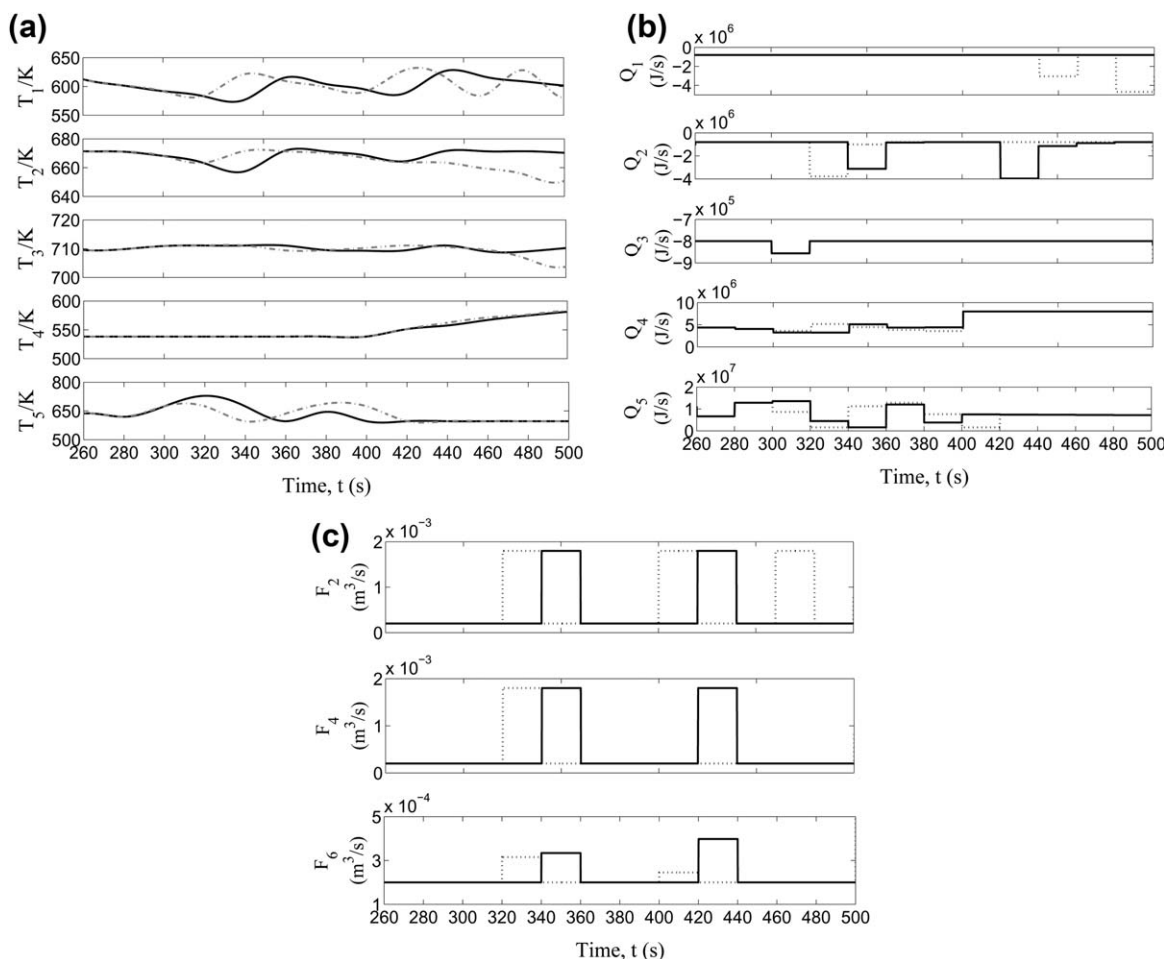 (a)
650
600
550
T1/K
680
660
640
T2/K
720
710
700
T3/K
600
550
500
T4/K
800
650
500
T5/K
260 280 300 320 340 360 380 400 420 440 460 480 500
Time, t (s)
(b)
x 10^6
0
−2
−4
Q1
(J/s)
x 10^6
0
−2
−4
Q2
(J/s)
x 10^5
−7
−8
−9
Q3
(J/s)
x 10^6
10
5
0
Q4
(J/s)
x 10^7
2
1
0
Q5
(J/s)
260 280 300 320 340 360 380 400 420 440 460 480 500
Time, t (s)
(c)
x 10^−3
2
1
0
F2
(m^3/s)
x 10^−3
2
1
0
F4
(m^3/s)
x 10^−4
5
3
1
F6
(m^3/s)
260 280 300 320 340 360 380 400 420 440 460 480 500
Time, t (s)